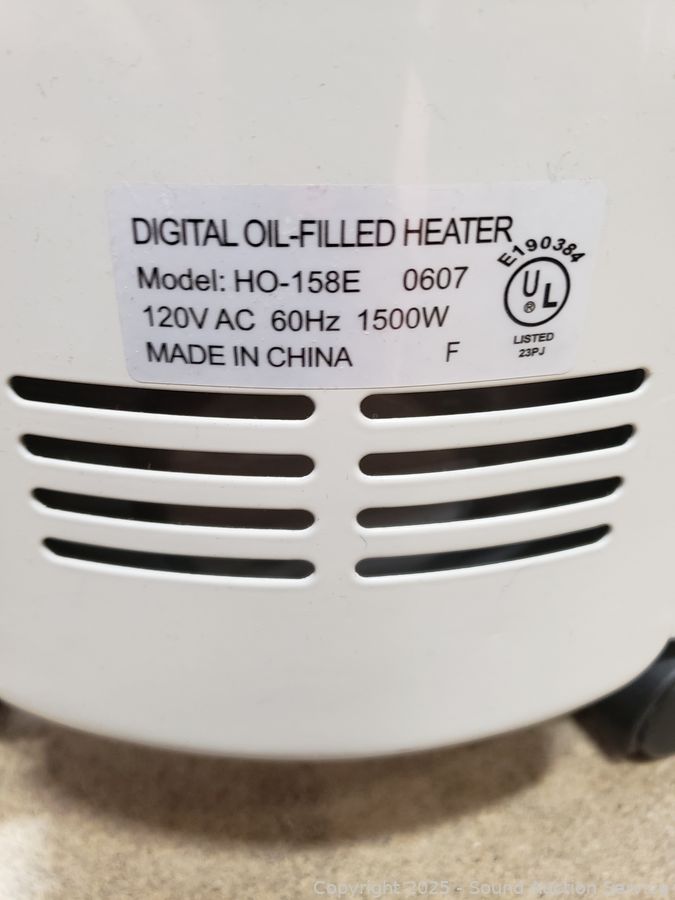 DIGITAL OIL-FILLED HEATER
Model: HO-158E 0607
120V AC 60Hz 1500W
MADE IN CHINA F
E190384
UL
®
LISTED
23PJ
Copyright 2025 - Sound Auction Service